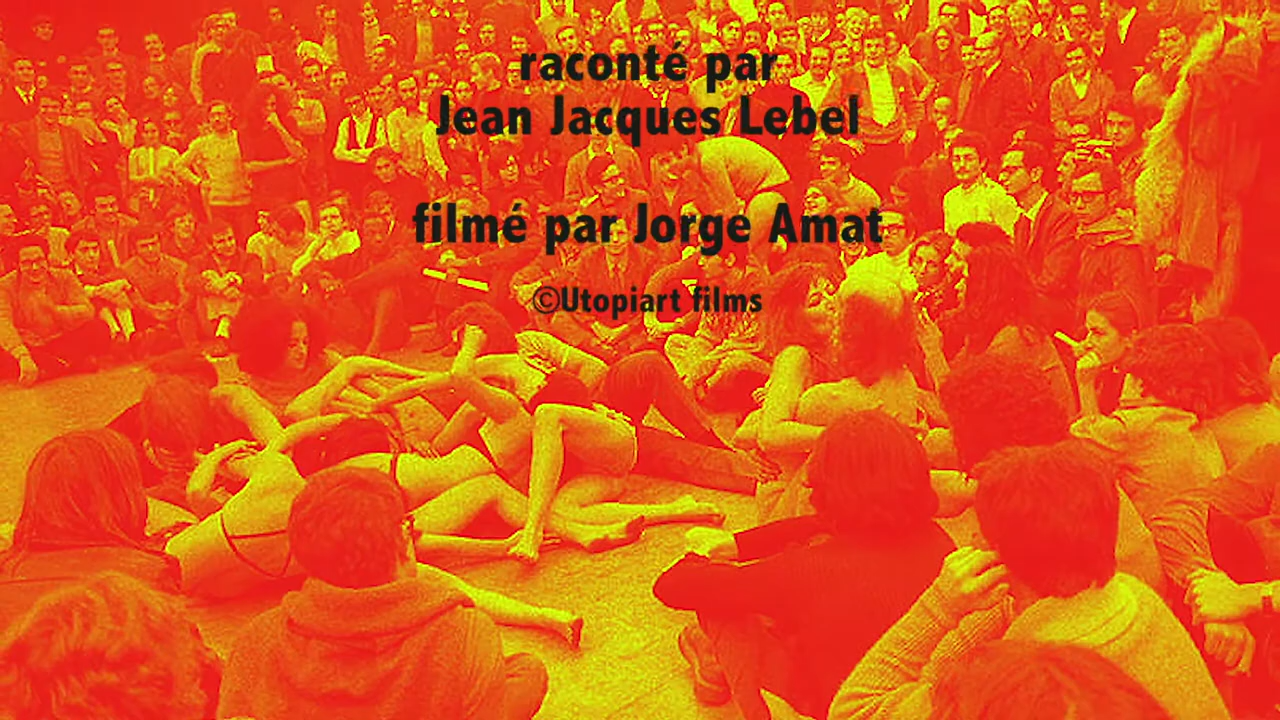 raconté par
Jean Jacques Lebel
filmé par Jorge Amat
©Utopiart films